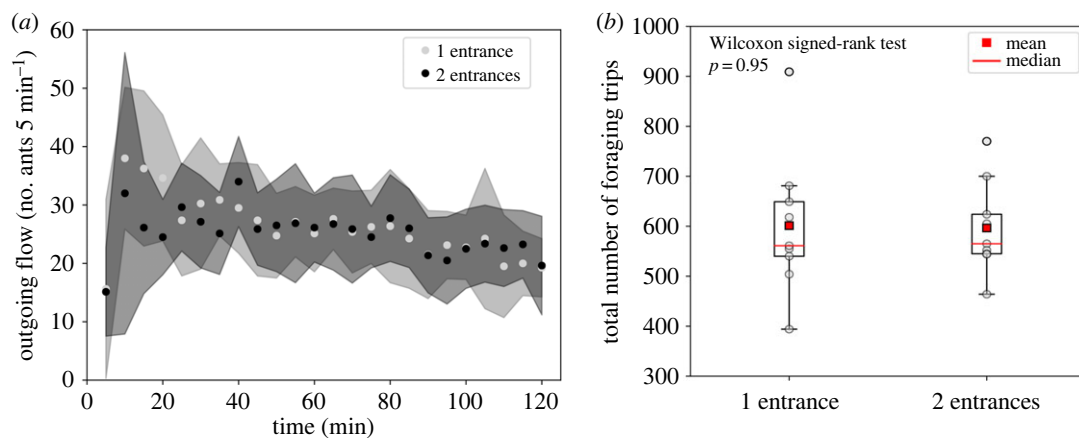 (a)
60
50
40
30
20
10
0
outgoing flow (no. ants 5 min⁻¹)
1 entrance
2 entrances
0 20 40 60 80 100 120
time (min)
(b)
1000
900
800
700
600
500
400
300
total number of foraging trips
Wilcoxon signed-rank test
p = 0.95
mean
median
1 entrance 2 entrances